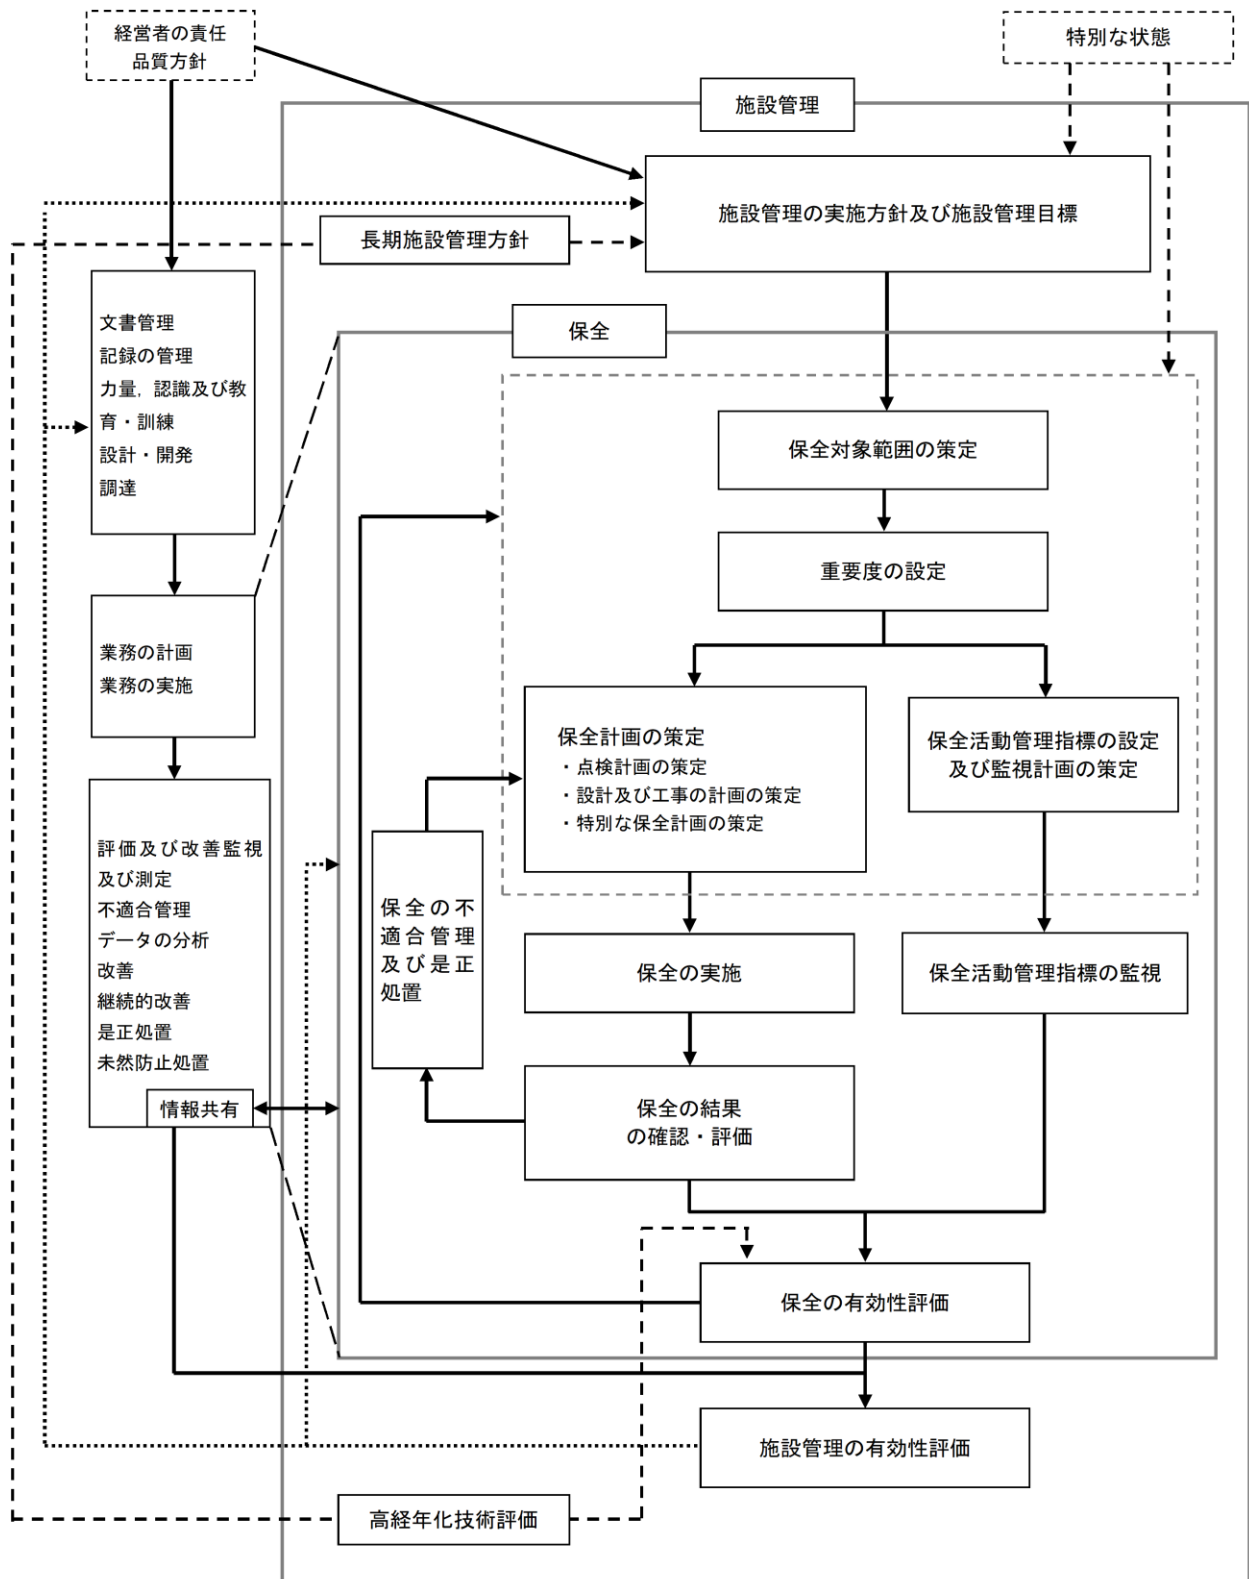 経営者の責任
品質方針
特別な状態
施設管理
施設管理の実施方針及び施設管理目標
長期施設管理方針
文書管理
記録の管理
力量，認識及び教
育・訓練
設計・開発
調達
保全
保全対象範囲の策定
重要度の設定
業務の計画
業務の実施
保全計画の策定
・点検計画の策定
・設計及び工事の計画の策定
・特別な保全計画の策定
保全活動管理指標の設定
及び監視計画の策定
評価及び改善監視
及び測定
不適合管理
データの分析
改善
継続的改善
是正処置
未然防止処置
情報共有
保全の不
適合管理
及び是正
処置
保全の実施
保全活動管理指標の監視
保全の結果
の確認・評価
保全の有効性評価
施設管理の有効性評価
高経年化技術評価